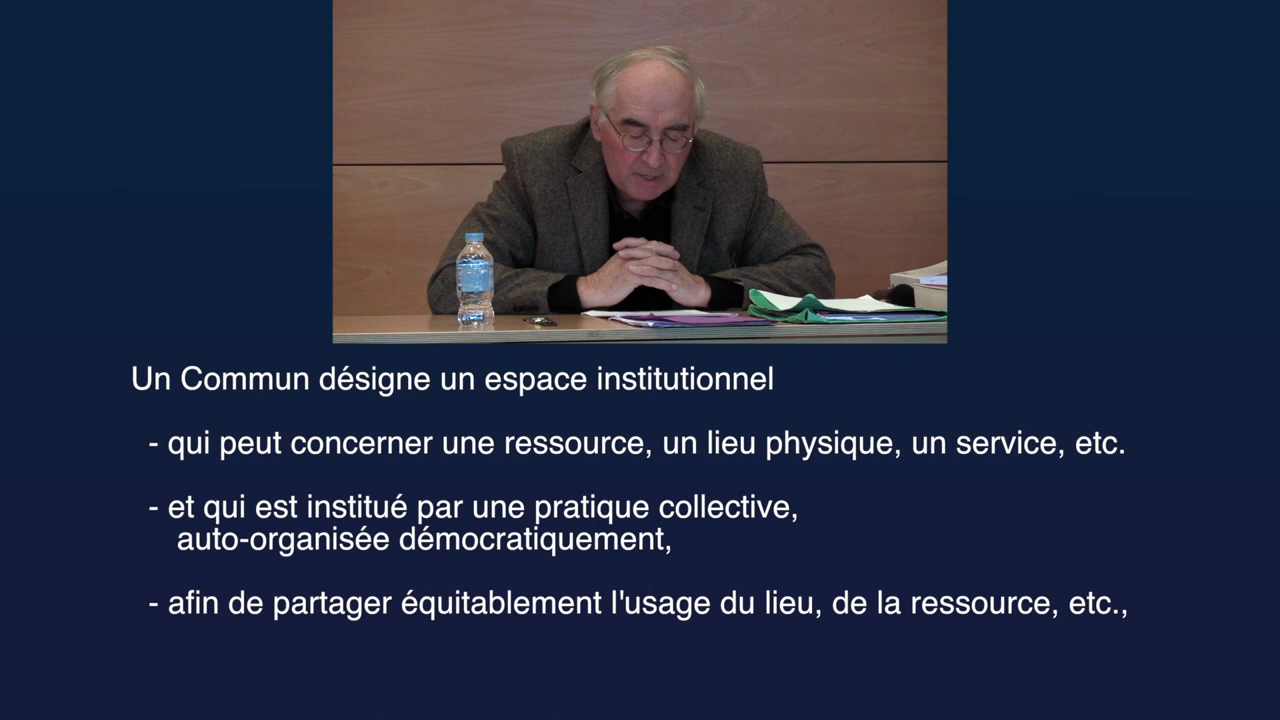 Un Commun désigne un espace institutionnel
- qui peut concerner une ressource, un lieu physique, un service, etc.
- et qui est institué par une pratique collective,
auto-organisée démocratiquement,
- afin de partager équitablement l'usage du lieu, de la ressource, etc.,